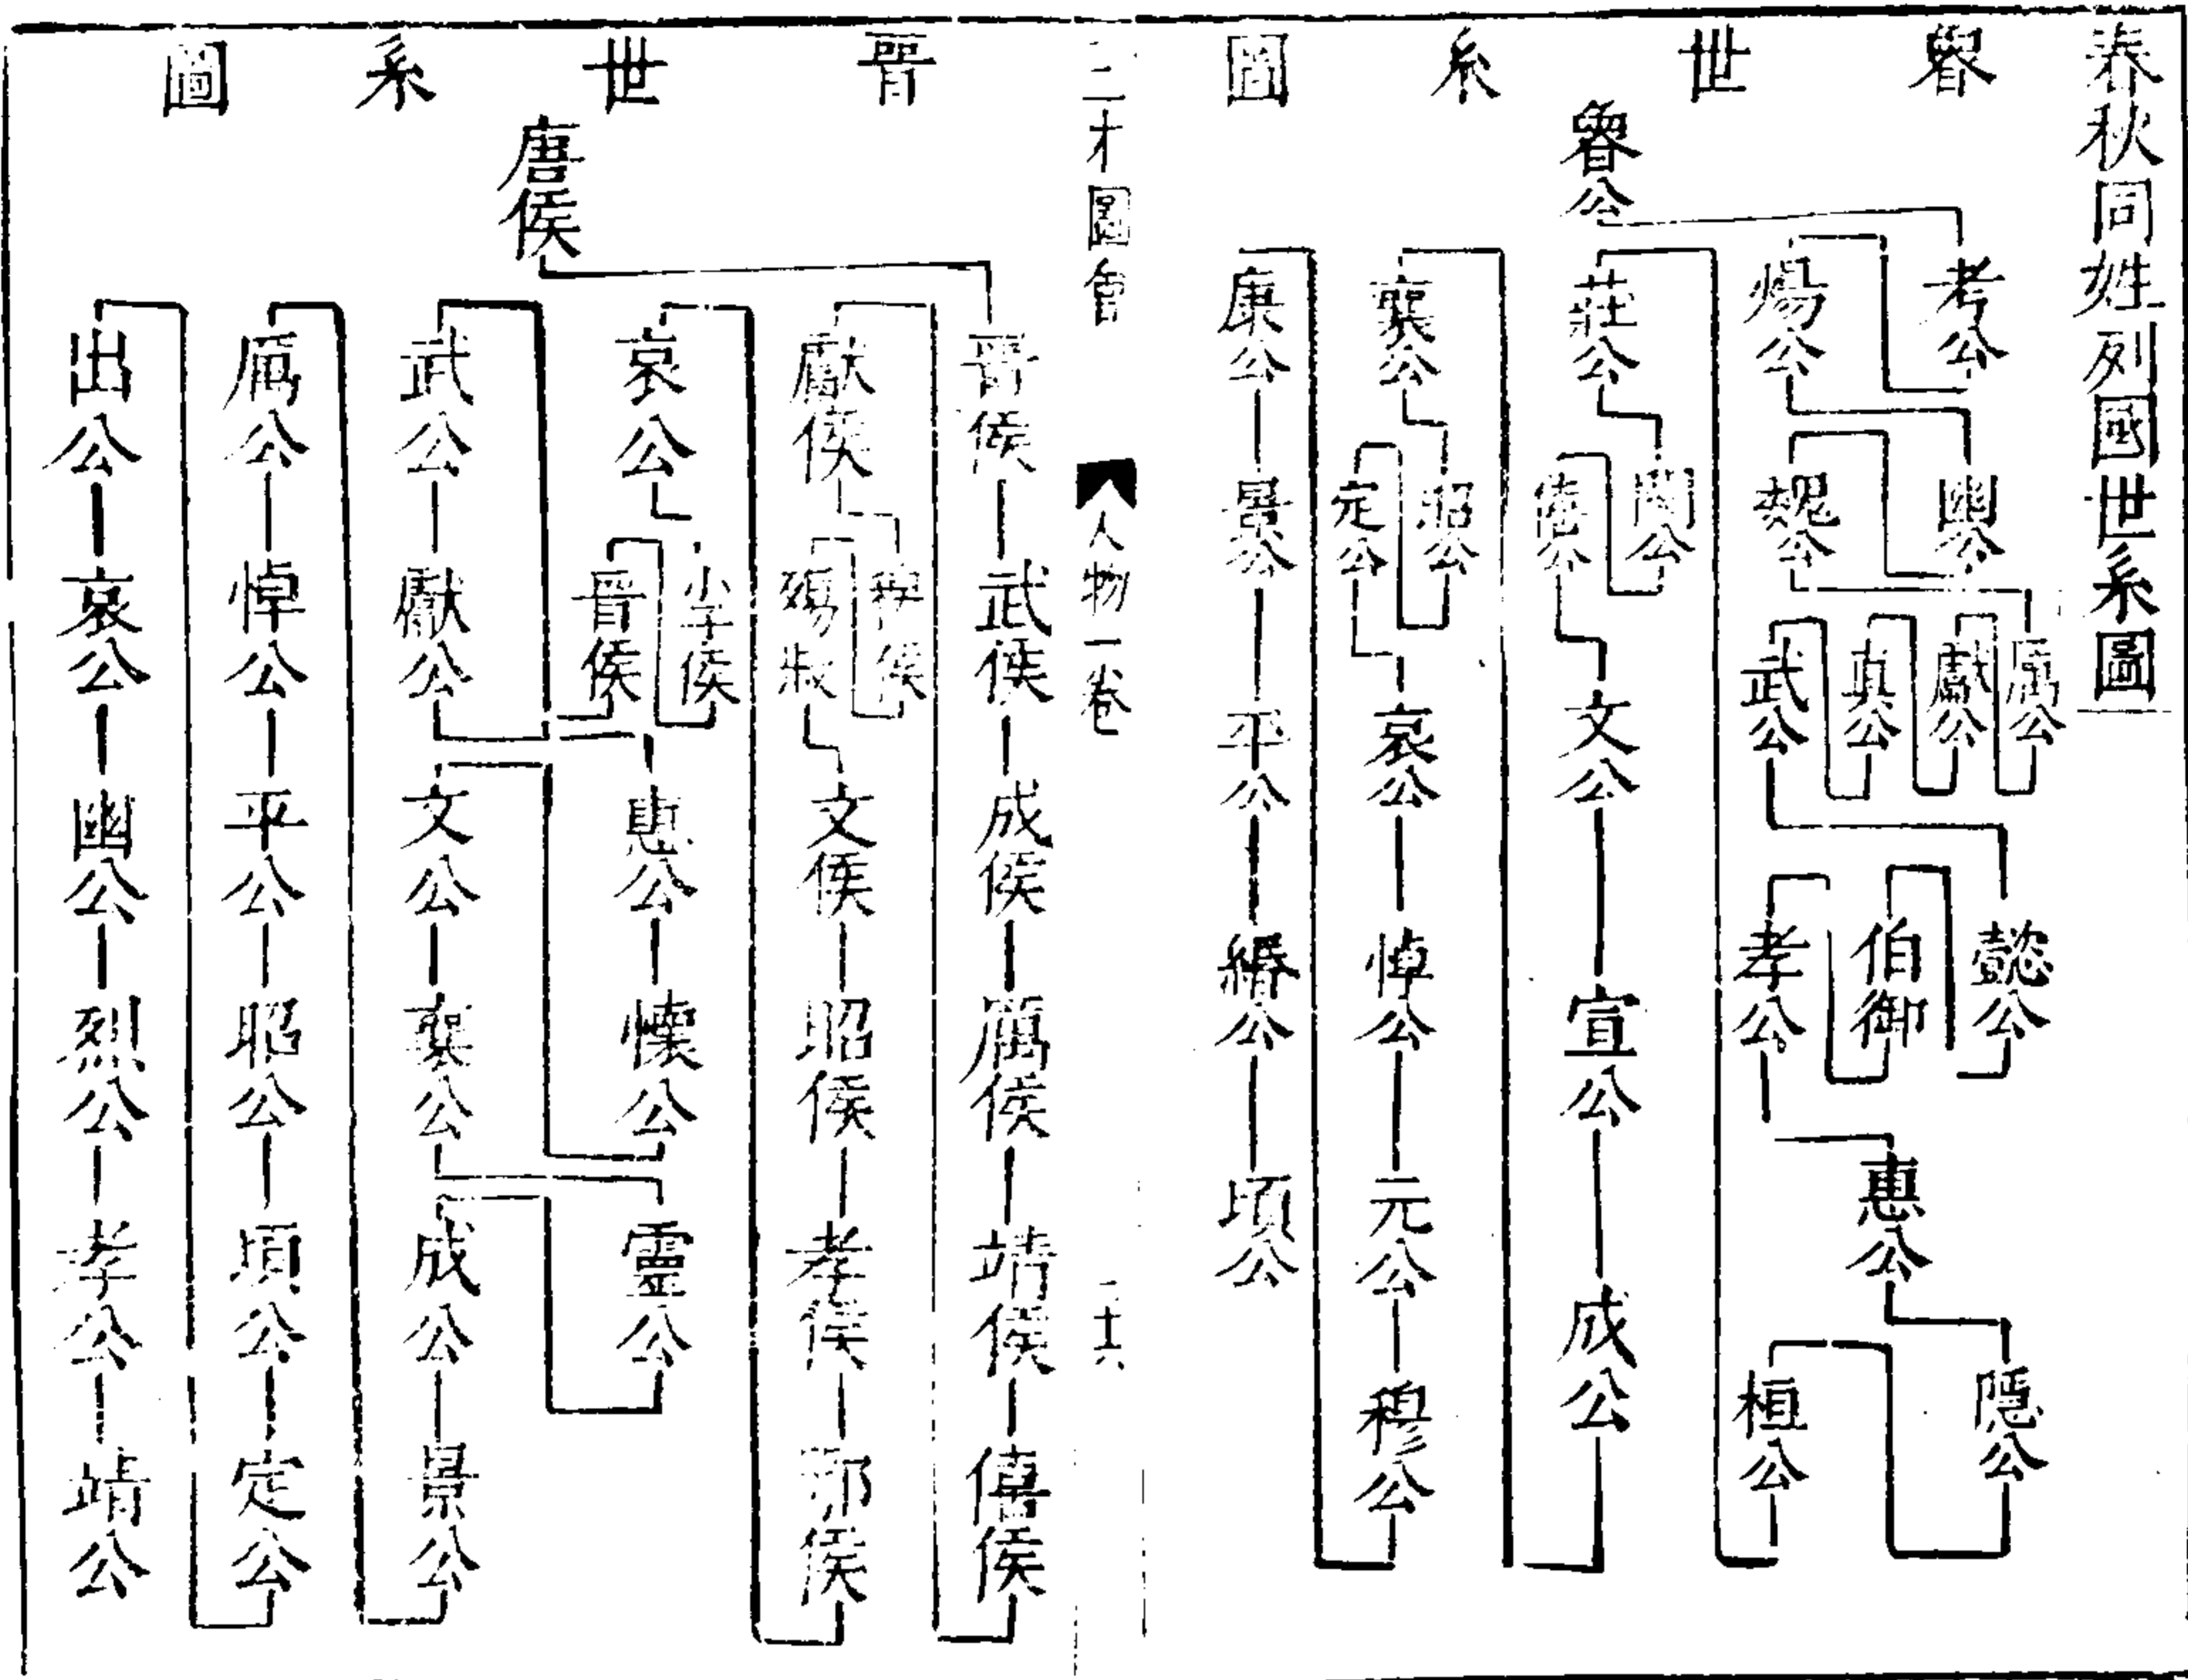 春秋同姓列國世系圖
魯世系圖
魯公
考公
煬公
幽公
魏公
厲公
獻公
真公
武公
懿公
伯御
孝公
惠公
隱公
桓公
莊公
閔公
僖公
文公
宣公
成公
襄公
昭公
定公
哀公
悼公
元公
穆公
康公
景公
平公
緡公
頃公
三才圖會
人物一卷
二十六
晉世系圖
唐侯
晉侯
武侯
成侯
厲侯
靖侯
僖侯
獻侯
穆侯
殤叔
文侯
昭侯
孝侯
鄂侯
哀公
小子侯
晉侯
惠公
懷公
靈公
武公
獻公
文公
襄公
成公
景公
厲公
悼公
平公
昭公
頃公
定公
出公
哀公
幽公
烈公
孝公
靖公